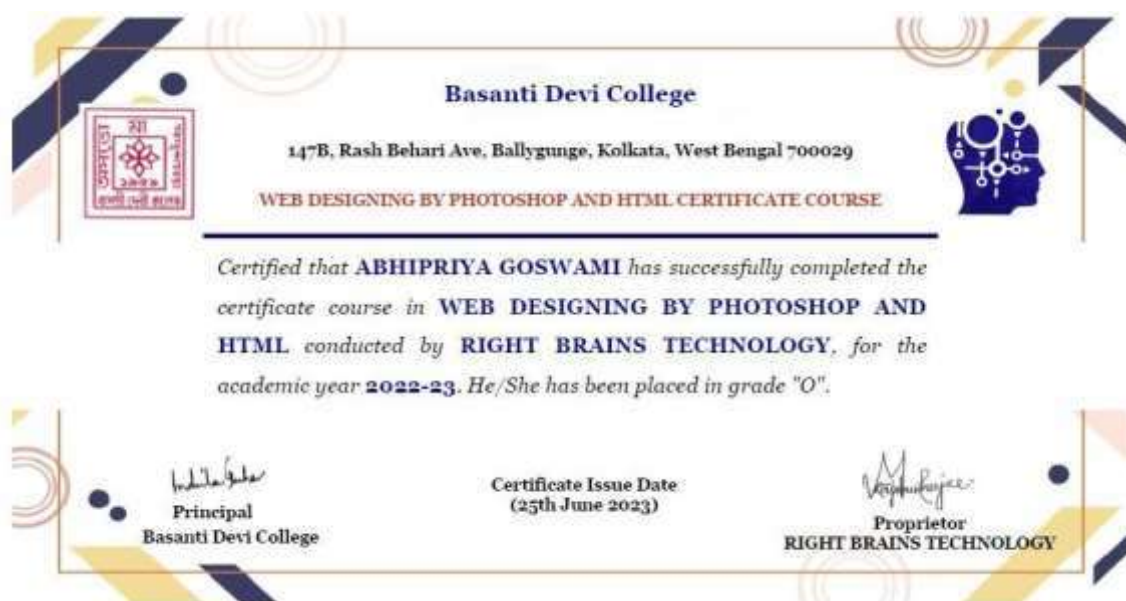 Basanti Devi College
147B, Rash Behari Ave, Ballygunge, Kolkata, West Bengal 700029
WEB DESIGNING BY PHOTOSHOP AND HTML CERTIFICATE COURSE
মা
Certified that ABHIPRIYA GOSWAMI has successfully completed the
certificate course in WEB DESIGNING BY PHOTOSHOP AND
HTML conducted by RIGHT BRAINS TECHNOLOGY, for the
academic year 2022-23. He/She has been placed in grade "O".
Certificate Issue Date
(25th June 2023)
Principal
Basanti Devi College
Proprietor
RIGHT BRAINS TECHNOLOGY